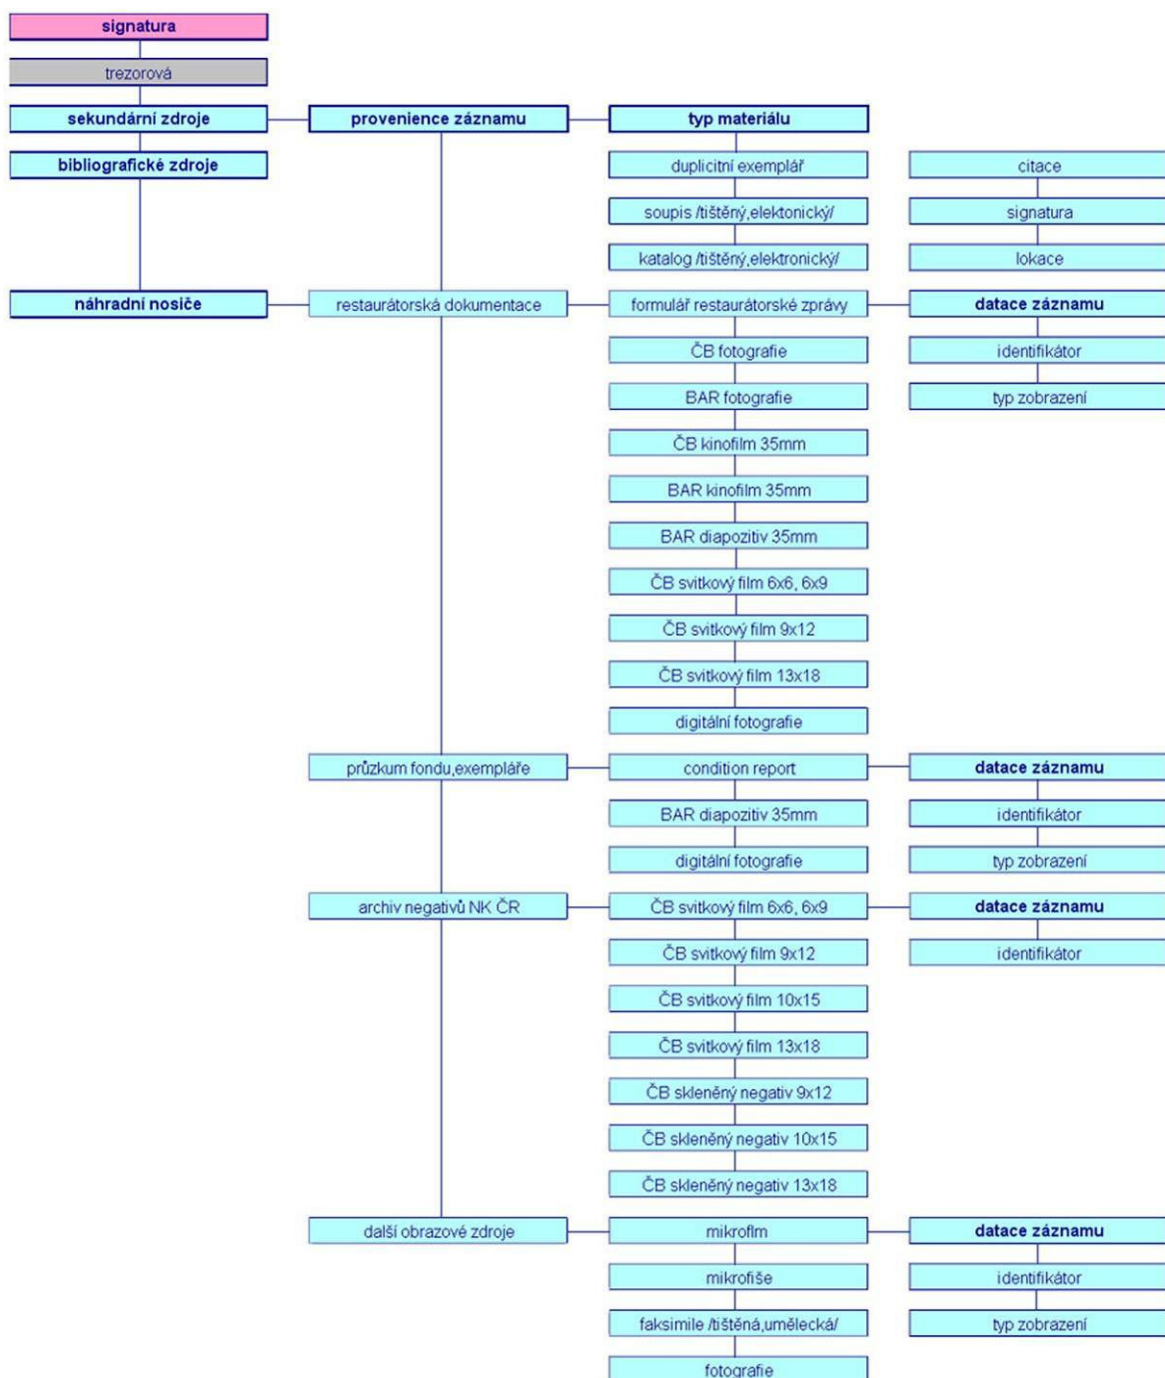 signatura
trezorová
sekundární zdroje
provenience záznamu
typ materiálu
bibliografické zdroje
duplicitní exemplář
citace
soupis /tištěný,elektonický/
signatura
katalog /tištěný,elektronický/
lokace
náhradní nosiče
restaurátorská dokumentace
formulář restaurátorské zprávy
datace záznamu
ČB fotografie
identifikátor
BAR fotografie
typ zobrazení
ČB kinofilm 35mm
BAR kinofilm 35mm
BAR diapozitiv 35mm
ČB svitkový film 6x6, 6x9
ČB svitkový film 9x12
ČB svitkový film 13x18
digitální fotografie
průzkum fondu,exempláře
condition report
datace záznamu
BAR diapozitiv 35mm
identifikátor
digitální fotografie
typ zobrazení
archiv negativů NK ČR
ČB svitkový film 6x6, 6x9
datace záznamu
ČB svitkový film 9x12
identifikátor
ČB svitkový film 10x15
ČB svitkový film 13x18
ČB skleněný negativ 9x12
ČB skleněný negativ 10x15
ČB skleněný negativ 13x18
další obrazové zdroje
mikroflm
datace záznamu
mikrofiše
identifikátor
faksimile /tištěná,umělecká/
typ zobrazení
fotografie